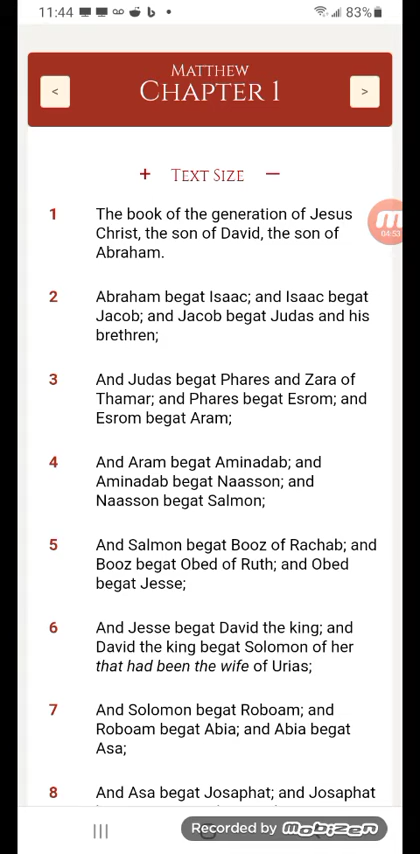 11:44
83%
MATTHEW
CHAPTER 1
<
>
+ TEXT SIZE −
04:53
1 The book of the generation of Jesus
Christ, the son of David, the son of
Abraham.
2 Abraham begat Isaac; and Isaac begat
Jacob; and Jacob begat Judas and his
brethren;
3 And Judas begat Phares and Zara of
Thamar; and Phares begat Esrom; and
Esrom begat Aram;
4 And Aram begat Aminadab; and
Aminadab begat Naasson; and
Naasson begat Salmon;
5 And Salmon begat Booz of Rachab; and
Booz begat Obed of Ruth; and Obed
begat Jesse;
6 And Jesse begat David the king; and
David the king begat Solomon of her
that had been the wife of Urias;
7 And Solomon begat Roboam; and
Roboam begat Abia; and Abia begat
Asa;
8 And Asa begat Josaphat; and Josaphat
Recorded by mobizen